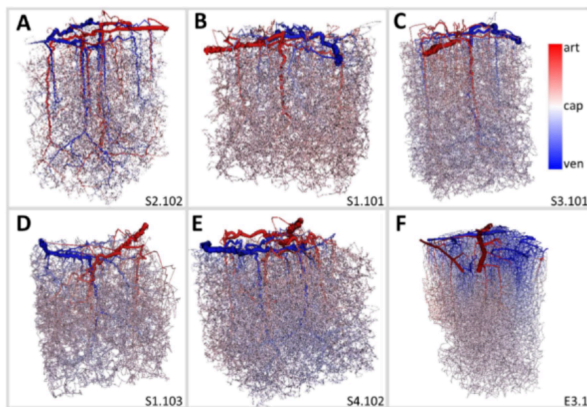 A
S2.102
B
S1.101
C
S3.101
art
cap
ven
D
S1.103
E
S4.102
F
E3.1